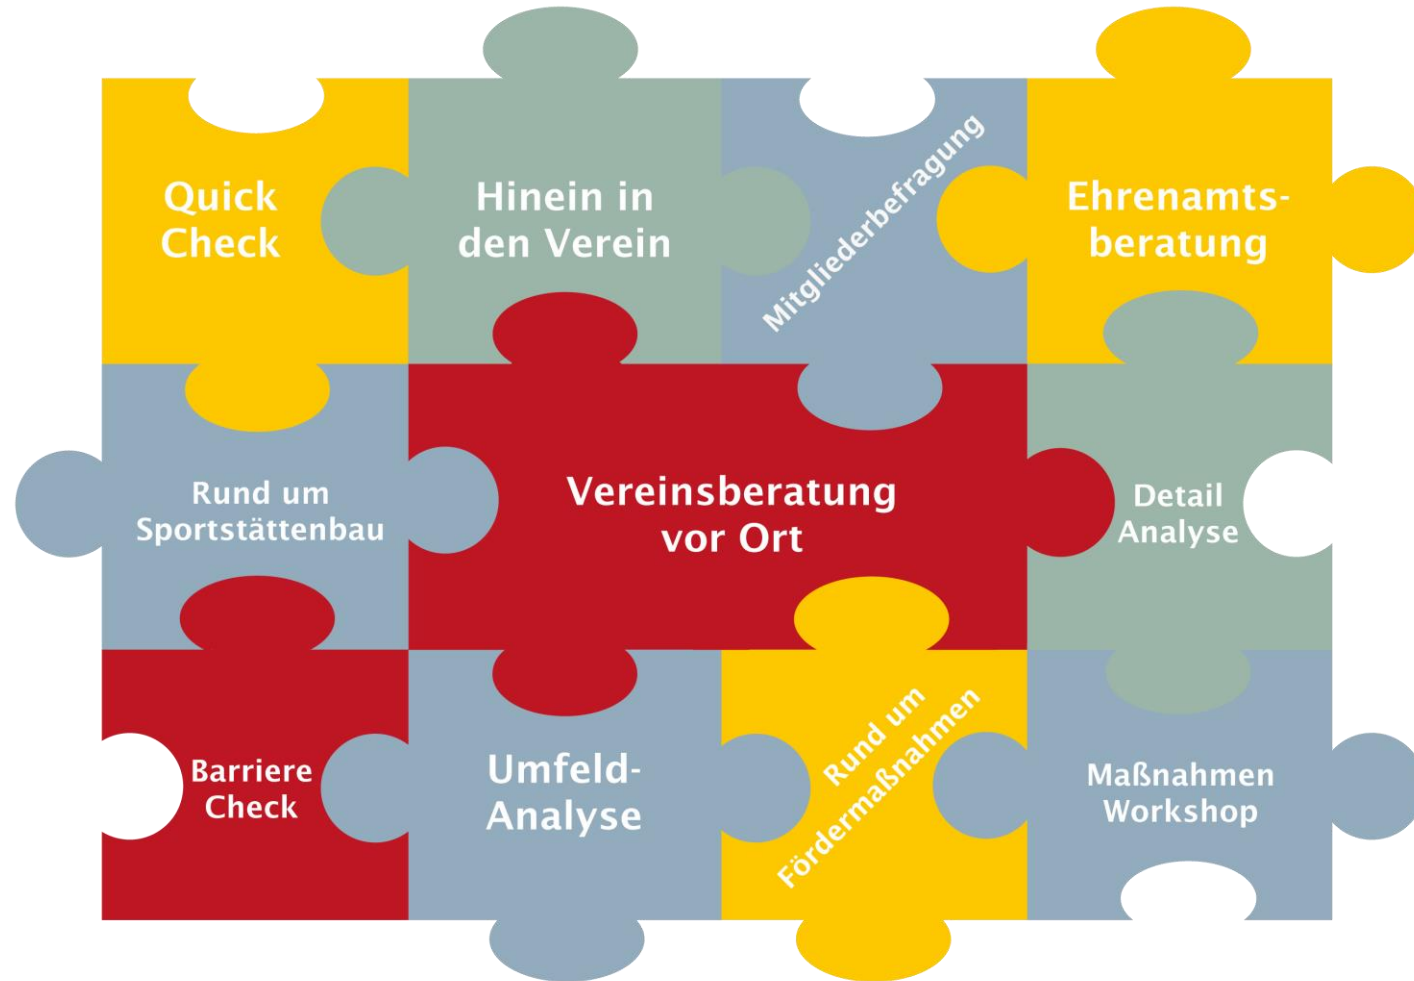 Quick
Check
Hinein in
den Verein
Mitgliederbefragung
Ehrenamts-
beratung
Rund um
Sportstättenbau
Vereinsberatung
vor Ort
Detail
Analyse
Barriere
Check
Umfeld-
Analyse
Rund um
Fördermaßnahmen
Maßnahmen
Workshop